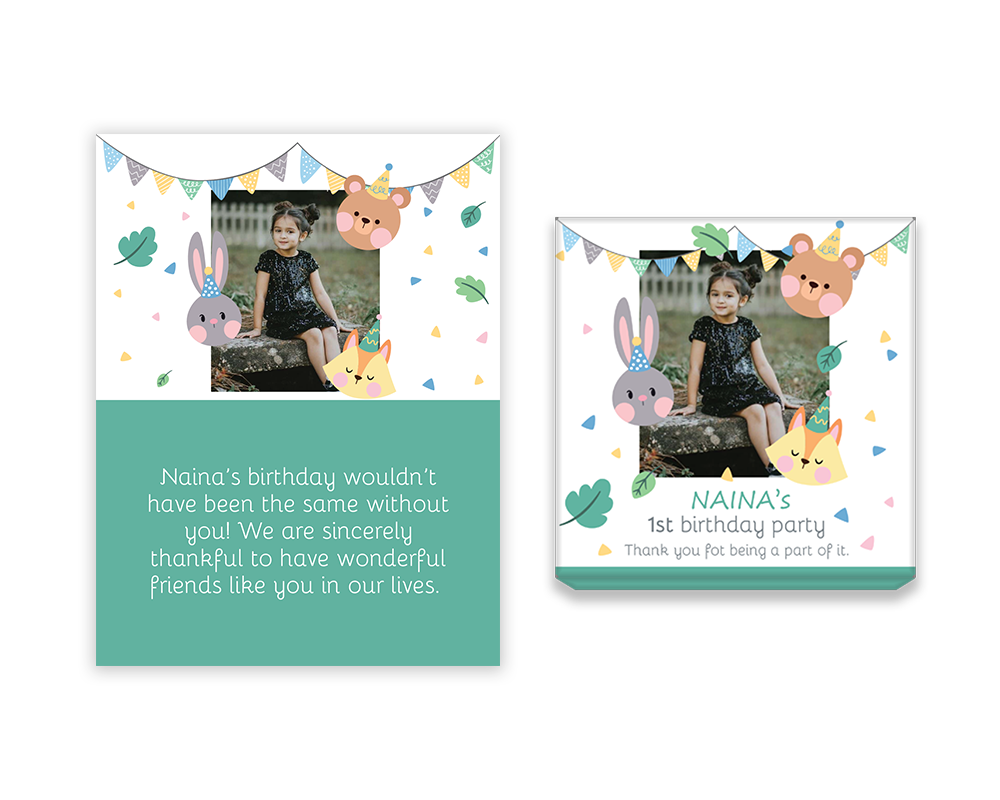 Naina's birthday wouldn't
have been the same without
you! We are sincerely
thankful to have wonderful
friends like you in our lives.
NAINA's
1st birthday party
Thank you fot being a part of it.